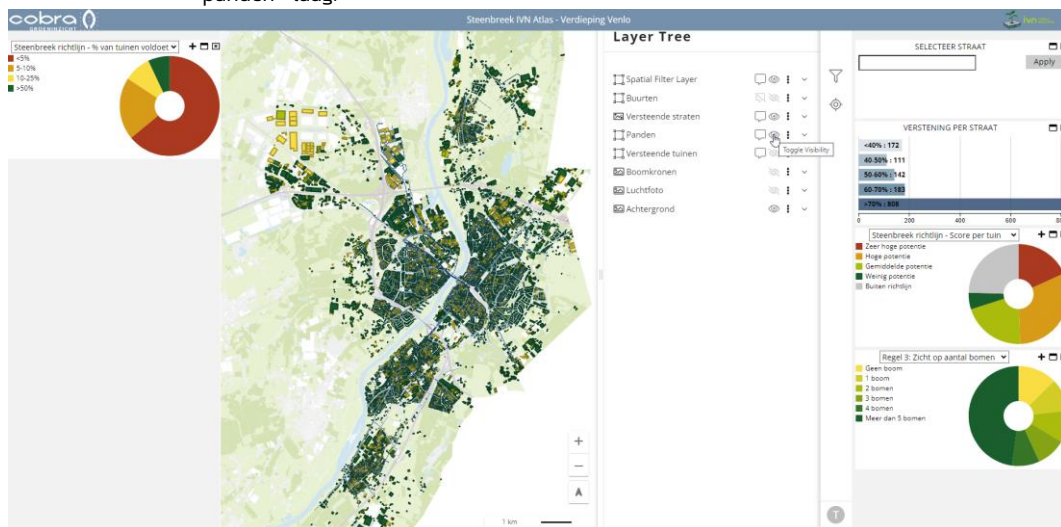 panden" laag.
cobra
GROENINZICHT
Steenbreek IVN Atlas - Verdieping Venlo
ivn
Steenbreek richtlijn - % van tuinen voldoet
<5%
5-10%
10-25%
>50%
Layer Tree
Spatial Filter Layer
Buurten
Versteende straten
Panden
Toggle Visibility
Versteende tuinen
Boomkronen
Luchtfoto
Achtergrond
1 km
A
T
SELECTEER STRAAT
Apply
VERSTENING PER STRAAT
<40% : 172
40-50% : 111
50-60% : 142
60-70% : 183
>70% : 808
0 200 400 600
Steenbreek richtlijn - Score per tuin
Zeer hoge potentie
Hoge potentie
Gemiddelde potentie
Weinig potentie
Buiten richtlijn
Regel 3: Zicht op aantal bomen
Geen boom
1 boom
2 bomen
3 bomen
4 bomen
Meer dan 5 bomen